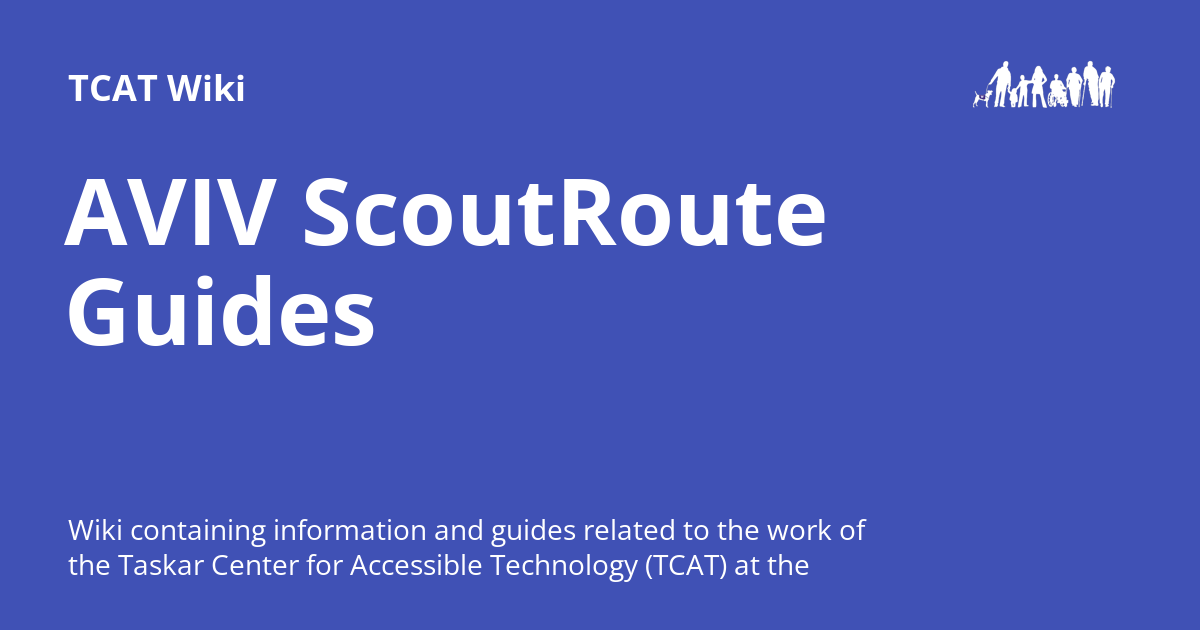 TCAT Wiki
AVIV ScoutRoute
Guides
Wiki containing information and guides related to the work of
the Taskar Center for Accessible Technology (TCAT) at the